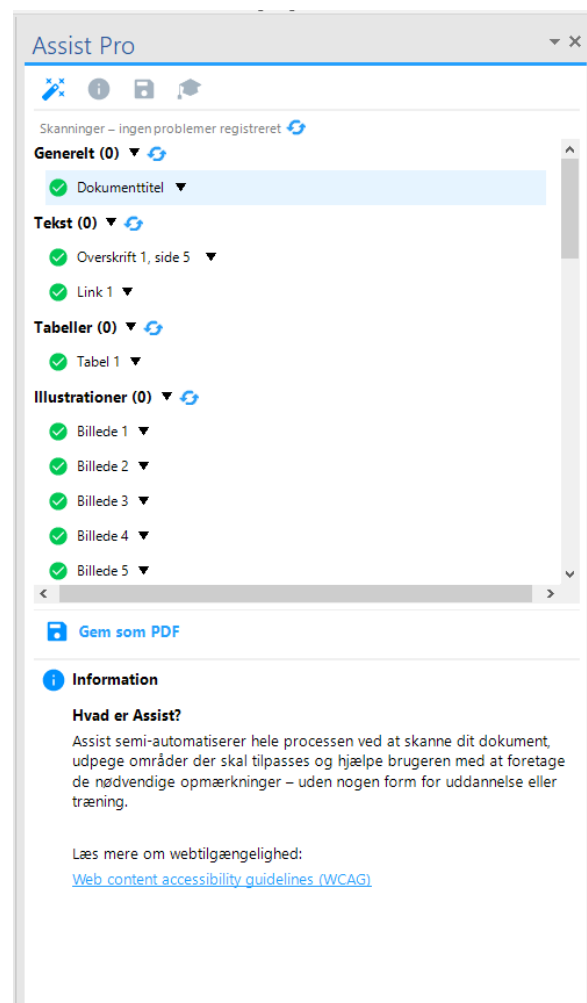 Assist Pro
Skanninger – ingen problemer registreret
Generelt (0)
Dokumenttitel
Tekst (0)
Overskrift 1, side 5
Link 1
Tabeller (0)
Tabel 1
Illustrationer (0)
Billede 1
Billede 2
Billede 3
Billede 4
Billede 5
Gem som PDF
Information
Hvad er Assist?
Assist semi-automatiserer hele processen ved at skanne dit dokument,
udpege områder der skal tilpasses og hjælpe brugeren med at foretage
de nødvendige opmærkninger – uden nogen form for uddannelse eller
træning.
Læs mere om webtilgængelighed:
Web content accessibility guidelines (WCAG)